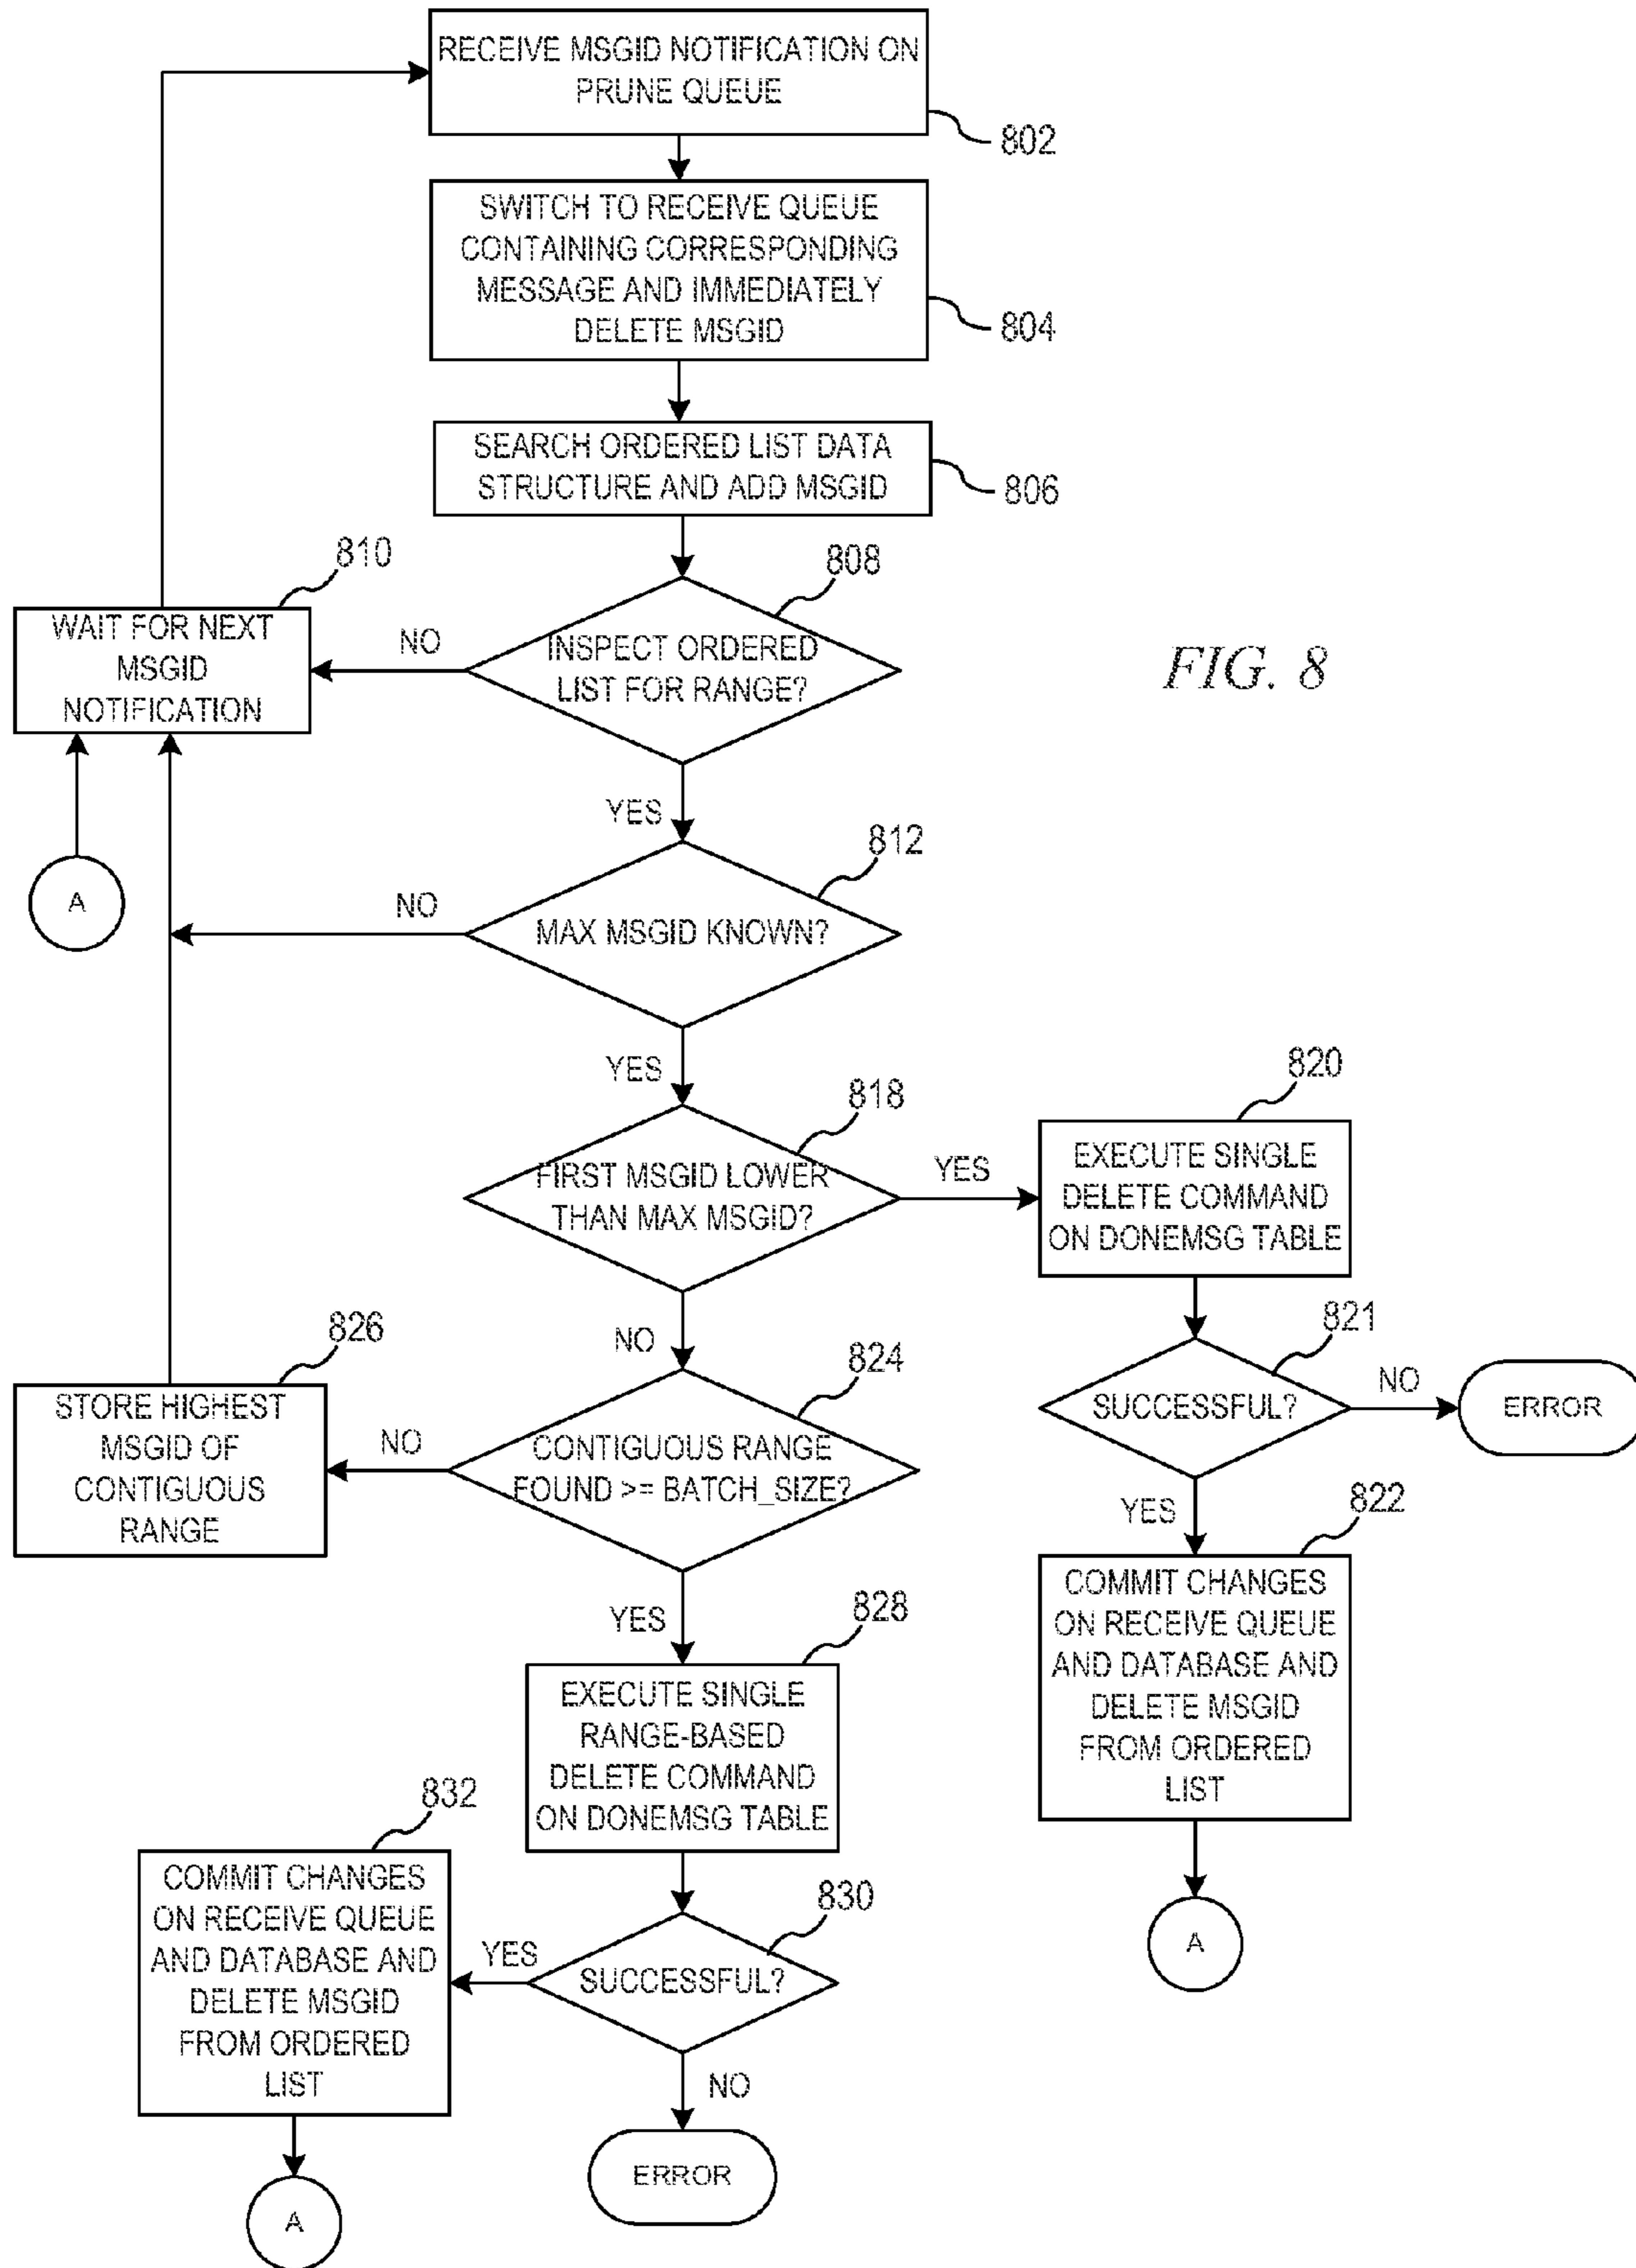 RECEIVE MSGID NOTIFICATION ON
PRUNE QUEUE
802
SWITCH TO RECEIVE QUEUE
CONTAINING CORRESPONDING
MESSAGE AND IMMEDIATELY
DELETE MSGID
804
SEARCH ORDERED LIST DATA
STRUCTURE AND ADD MSGID
806
810
WAIT FOR NEXT
MSGID
NOTIFICATION
NO
808
INSPECT ORDERED
LIST FOR RANGE?
FIG. 8
YES
A
NO
812
MAX MSGID KNOWN?
YES
818
FIRST MSGID LOWER
THAN MAX MSGID?
YES
820
EXECUTE SINGLE
DELETE COMMAND
ON DONEMSG TABLE
NO
821
SUCCESSFUL?
NO
ERROR
826
STORE HIGHEST
MSGID OF
CONTIGUOUS
RANGE
NO
824
CONTIGUOUS RANGE
FOUND >= BATCH_SIZE?
YES
822
COMMIT CHANGES
ON RECEIVE QUEUE
AND DATABASE AND
DELETE MSGID
FROM ORDERED
LIST
A
YES
828
EXECUTE SINGLE
RANGE-BASED
DELETE COMMAND
ON DONEMSG TABLE
832
COMMIT CHANGES
ON RECEIVE QUEUE
AND DATABASE AND
DELETE MSGID
FROM ORDERED
LIST
YES
830
SUCCESSFUL?
NO
ERROR
A